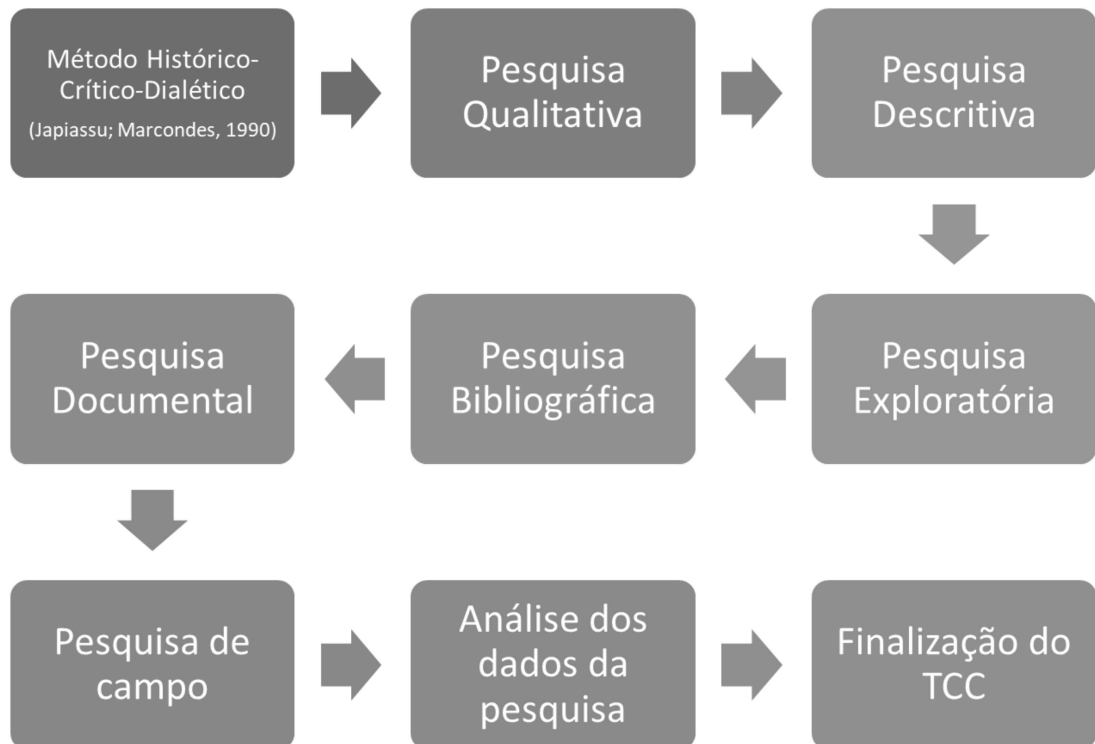 Método Histórico-
Crítico-Dialético
(Japiassu; Marcondes, 1990)
Pesquisa
Qualitativa
Pesquisa
Descritiva
Pesquisa
Exploratória
Pesquisa
Bibliográfica
Pesquisa
Documental
Pesquisa de
campo
Análise dos
dados da
pesquisa
Finalização do
TCC